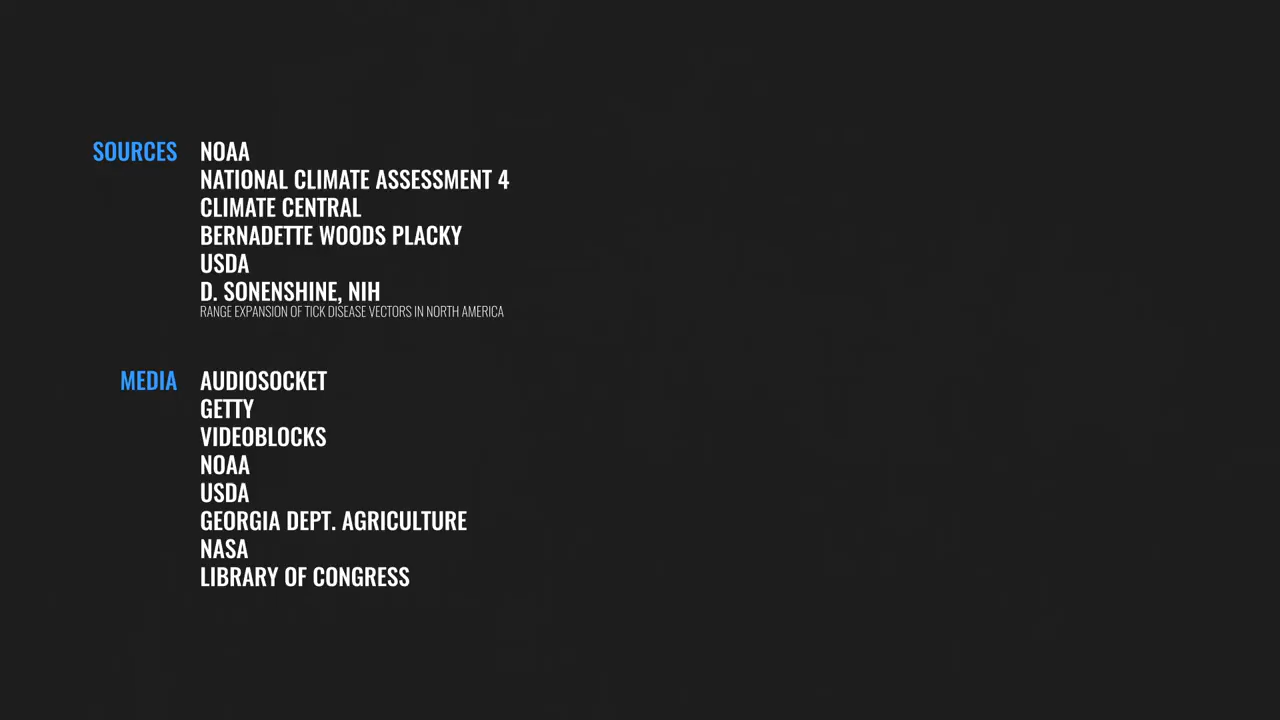 SOURCES NOAA
NATIONAL CLIMATE ASSESSMENT 4
CLIMATE CENTRAL
BERNADETTE WOODS PLACKY
USDA
D. SONENSHINE, NIH
RANGE EXPANSION OF TICK DISEASE VECTORS IN NORTH AMERICA
MEDIA AUDIOSOCKET
GETTY
VIDEOBLOCKS
NOAA
USDA
GEORGIA DEPT. AGRICULTURE
NASA
LIBRARY OF CONGRESS